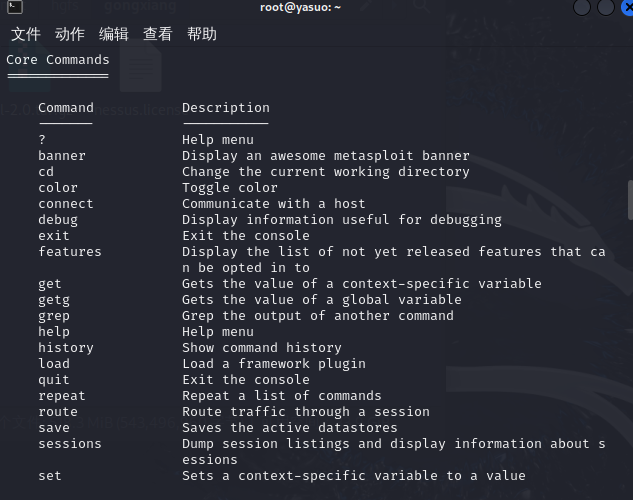 root@yasuo: ~
文件 动作 编辑 查看 帮助
Core Commands
=============
Command Description
------- -----------
? Help menu
banner Display an awesome metasploit banner
cd Change the current working directory
color Toggle color
connect Communicate with a host
debug Display information useful for debugging
exit Exit the console
features Display the list of not yet released features that ca
n be opted in to
get Gets the value of a context-specific variable
getg Gets the value of a global variable
grep Grep the output of another command
help Help menu
history Show command history
load Load a framework plugin
quit Exit the console
repeat Repeat a list of commands
route Route traffic through a session
save Saves the active datastores
sessions Dump session listings and display information about s
essions
set Sets a context-specific variable to a value